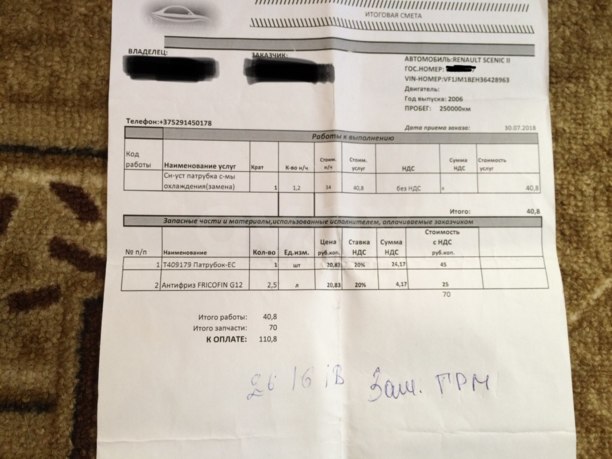 ИТОГОВАЯ СМЕТА
ВЛАДЕЛЕЦ:
ЗАКАЗЧИК:
АВТОМОБИЛЬ:RENAULT SCENIC II
ГОС.НОМЕР:
VIN-НОМЕР:VF1JM1BEH36428963
Двигатель:
Год выпуска: 2006
ПРОБЕГ: 250000км
Телефон:+375291450178
Дата приема заказа: 30.07.2018
Работы к выполнению
Код работы Наименование услуг Крат К-во н/ч Стоим. н/ч Стоим. услуг НДС Сумма НДС Стоимость услуг
Сн-уст патрубка с-мы охлаждения(замена) 1 1,2 34 40,8 без НДС х 40,8
Итого: 40,8
Запасные части и материалы,использованные исполнителем, оплачиваемые заказчиком
№ п/п Наименование Кол-во Ед.изм. Цена руб.коп. Ставка НДС Сумма НДС Стоимость с НДС руб.коп.
1 Т409179 Патрубок-ЕС 1 шт 20,83 20% 24,17 45
2 Антифриз FRICOFIN G12 2,5 л 20,83 20% 4,17 25
70
Итого работы: 40,8
Итого запчасти: 70
К ОПЛАТЕ: 110,8
Зам. ГРМ